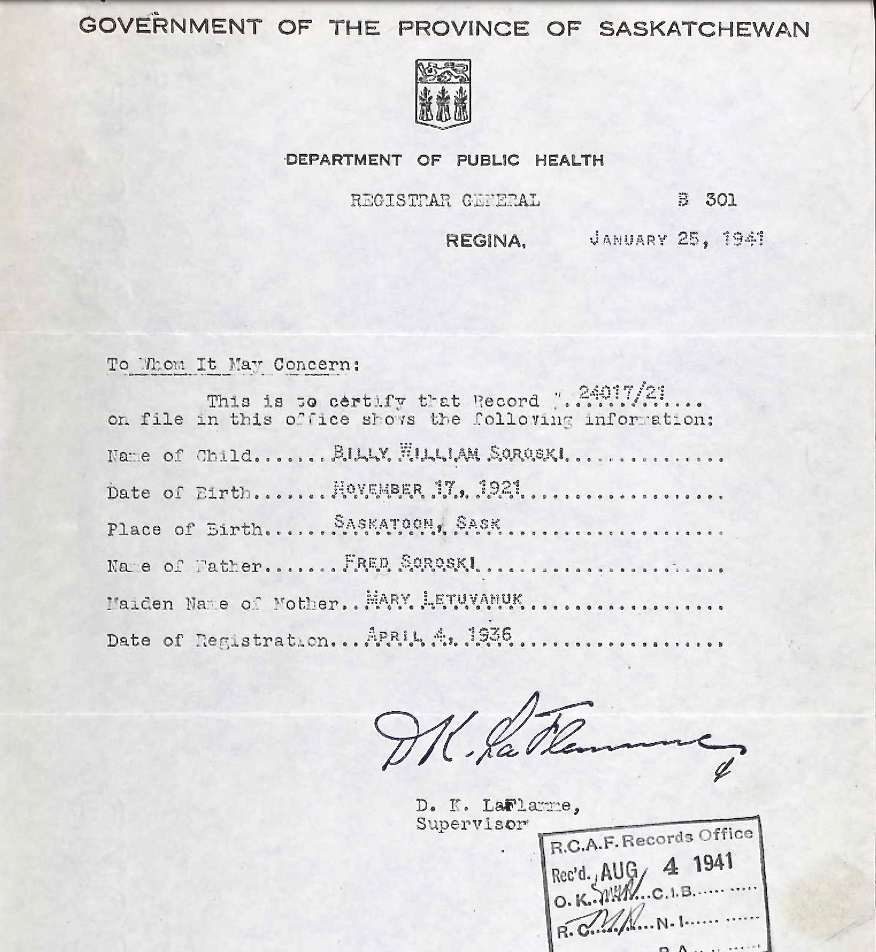 GOVERNMENT OF THE PROVINCE OF SASKATCHEWAN
DEPARTMENT OF PUBLIC HEALTH
REGISTRAR GENERAL B 301
REGINA, JANUARY 25, 1941
To Whom It May Concern:
This is to certify that Record #..24017/21....
on file in this office shows the following information:
Name of Child.......BILLY WILLIAM SOROSKI................
Date of Birth.......NOVEMBER 17, 1921....................
Place of Birth......SASKATOON, SASK......................
Name of Father.......FRED SOROSKI........................
Maiden Name of Mother..MARY LETUVANUK....................
Date of Registration...APRIL 4, 1936.....................
D K. LaFlamme
D. K. LaFlamme,
Supervisor
R.C.A.F. Records Office
Rec'd. AUG 4 1941
O.K. C.I.B............
R.C. N.I............
P.A.